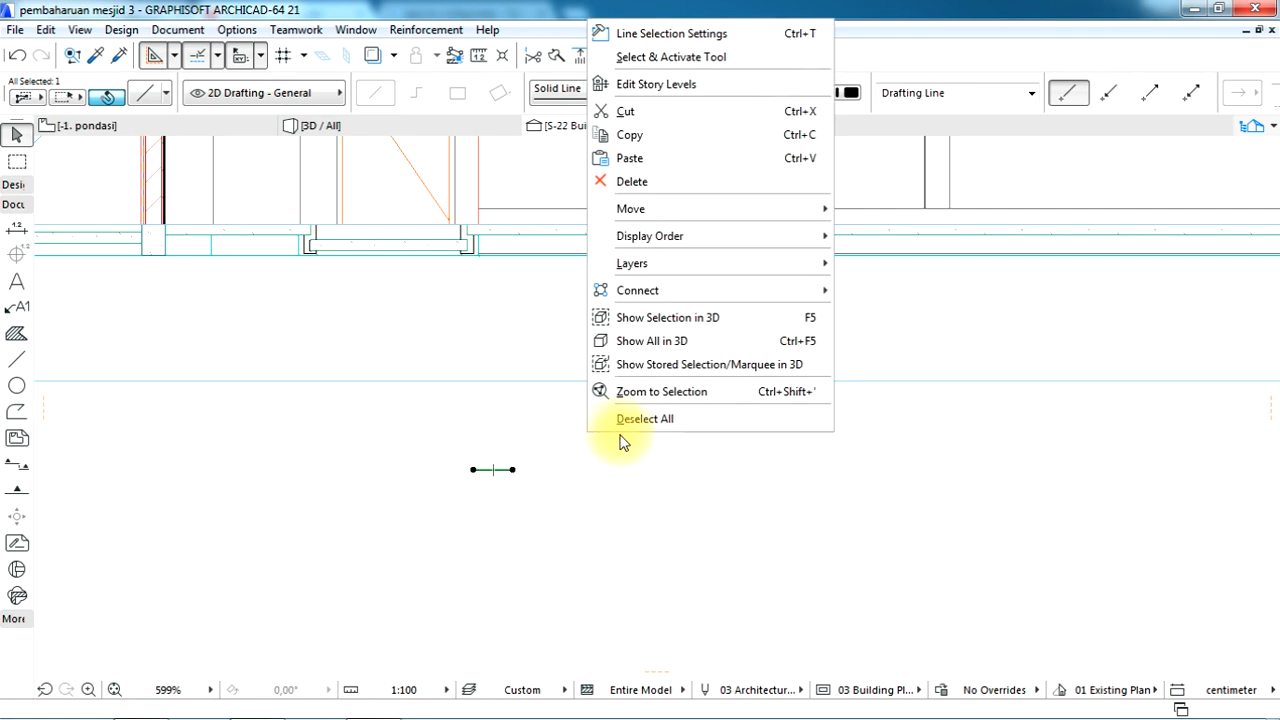 pembaharuan mesjid 3 - GRAPHISOFT ARCHICAD-64 21
File Edit View Design Document Options Teamwork Window Reinforcement Help
All Selected: 1
2D Drafting - General
Solid Line
Drafting Line
[-1. pondasi]
[3D / All]
[S-22 Bui
Desi
Docu
1.2
A
A1
More
Line Selection Settings Ctrl+T
Select & Activate Tool
Edit Story Levels
Cut Ctrl+X
Copy Ctrl+C
Paste Ctrl+V
Delete
Move
Display Order
Layers
Connect
Show Selection in 3D F5
Show All in 3D Ctrl+F5
Show Stored Selection/Marquee in 3D
Zoom to Selection Ctrl+Shift+'
Deselect All
599% 0,00° 1:100 Custom Entire Model 03 Architectur... 03 Building Pl... No Overrides 01 Existing Plan centimeter